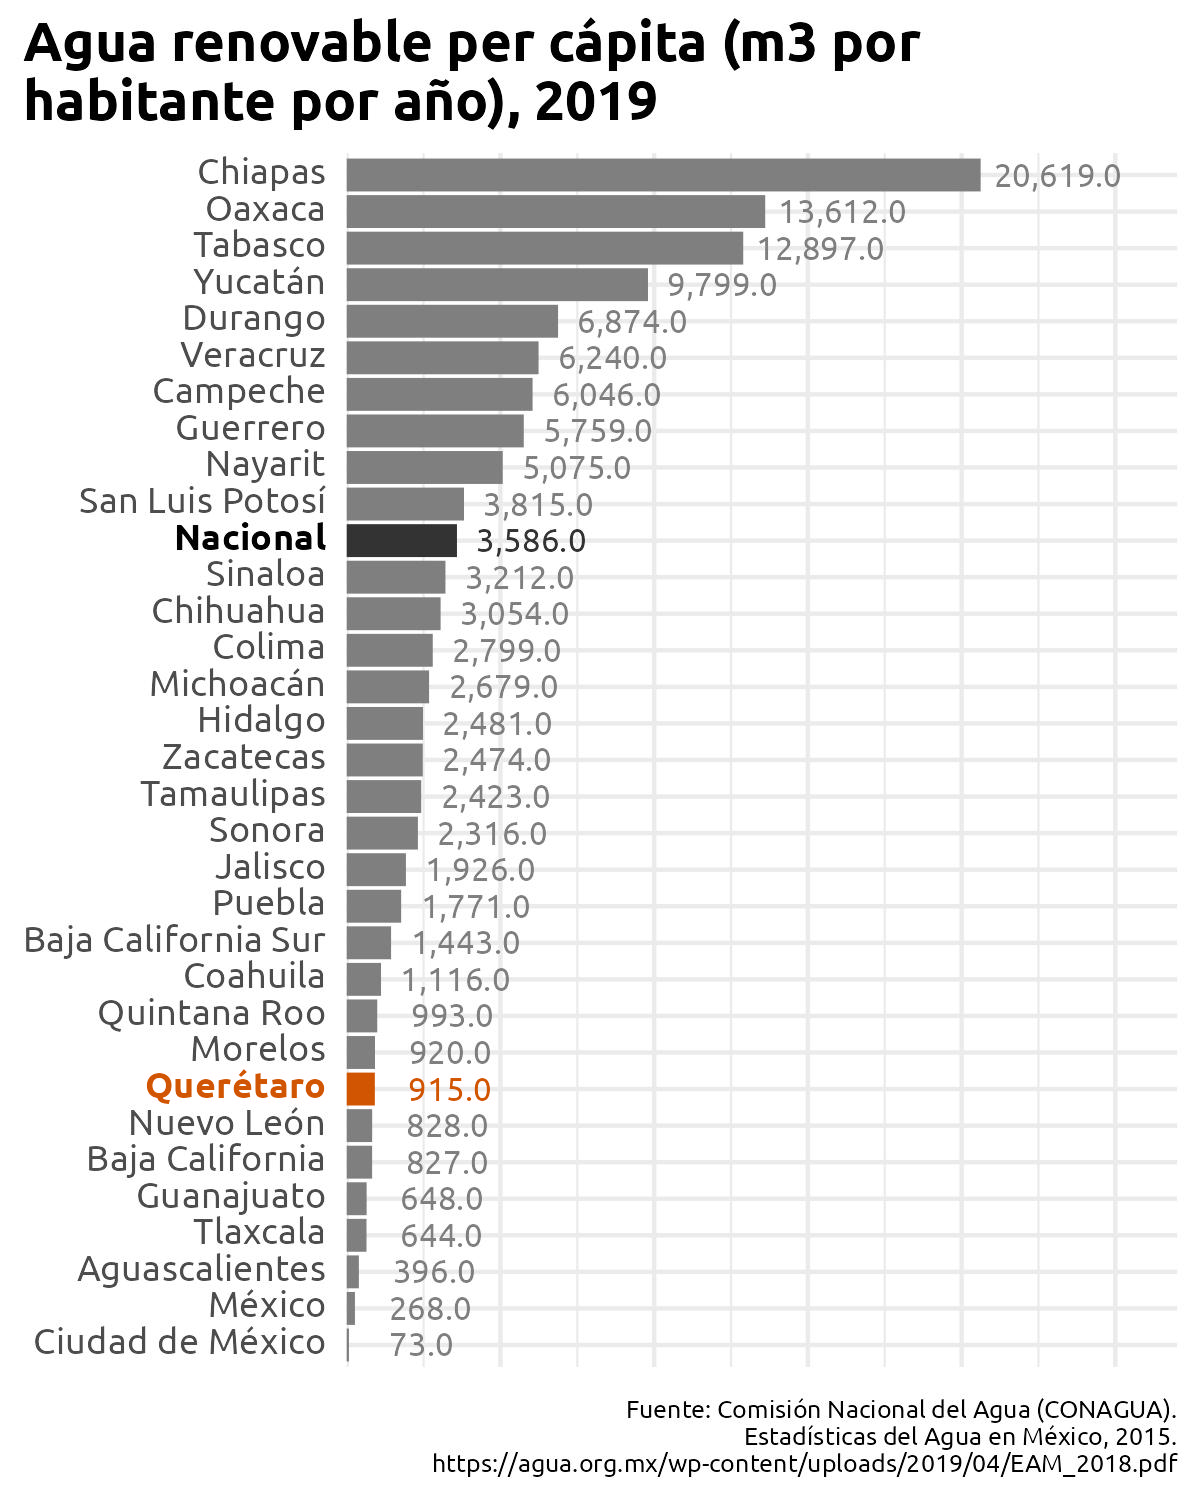 Agua renovable per cápita (m3 por
habitante por año), 2019
Chiapas 20,619.0
Oaxaca 13,612.0
Tabasco 12,897.0
Yucatán 9,799.0
Durango 6,874.0
Veracruz 6,240.0
Campeche 6,046.0
Guerrero 5,759.0
Nayarit 5,075.0
San Luis Potosí 3,815.0
Nacional 3,586.0
Sinaloa 3,212.0
Chihuahua 3,054.0
Colima 2,799.0
Michoacán 2,679.0
Hidalgo 2,481.0
Zacatecas 2,474.0
Tamaulipas 2,423.0
Sonora 2,316.0
Jalisco 1,926.0
Puebla 1,771.0
Baja California Sur 1,443.0
Coahuila 1,116.0
Quintana Roo 993.0
Morelos 920.0
Querétaro 915.0
Nuevo León 828.0
Baja California 827.0
Guanajuato 648.0
Tlaxcala 644.0
Aguascalientes 396.0
México 268.0
Ciudad de México 73.0
Fuente: Comisión Nacional del Agua (CONAGUA).
Estadísticas del Agua en México, 2015.
https://agua.org.mx/wp-content/uploads/2019/04/EAM_2018.pdf